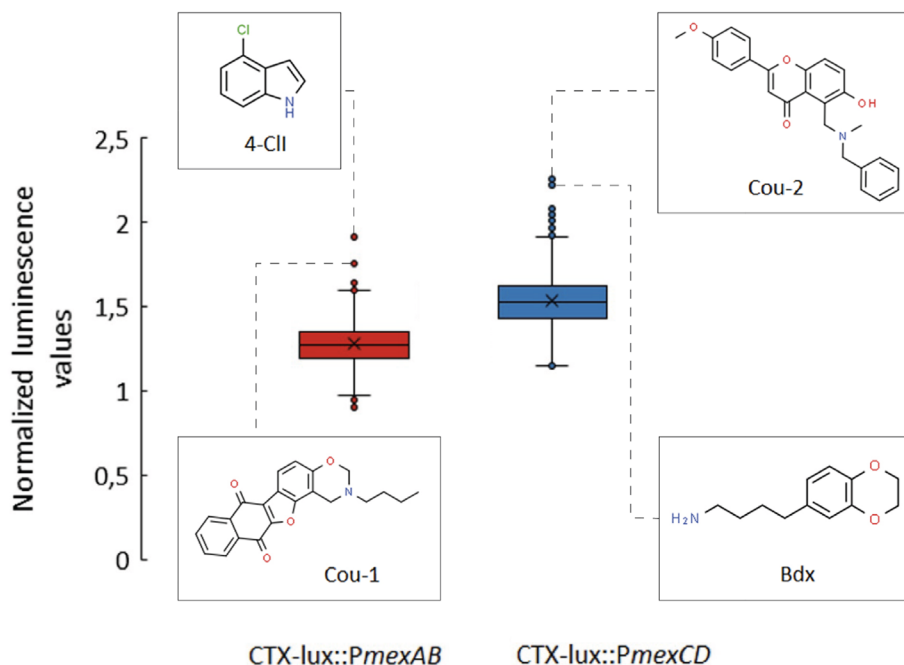 Cl
N
H
4-ClI
O
O
OH
O
N
Cou-2
2,5
2
1,5
1
0,5
0
Normalized luminescence
values
O
O
N
O
O
Cou-1
H₂N
O
O
Bdx
CTX-lux::PmexAB
CTX-lux::PmexCD